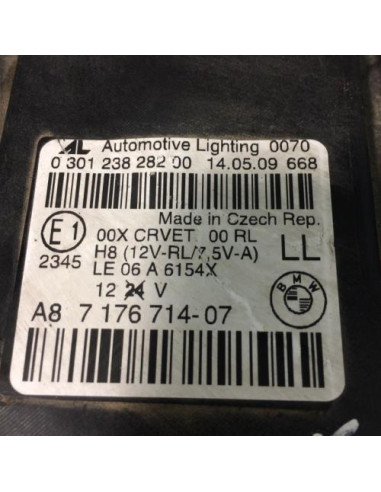 AL Automotive Lighting 0070
0 301 238 282 00 14.05.09 668
Made in Czech Rep.
E1 00X CRVET 00 RL LL
2345 H8 (12V-RL/7,5V-A)
LE 06 A 6154X
12 24 V
BMW
A8 7 176 714-07